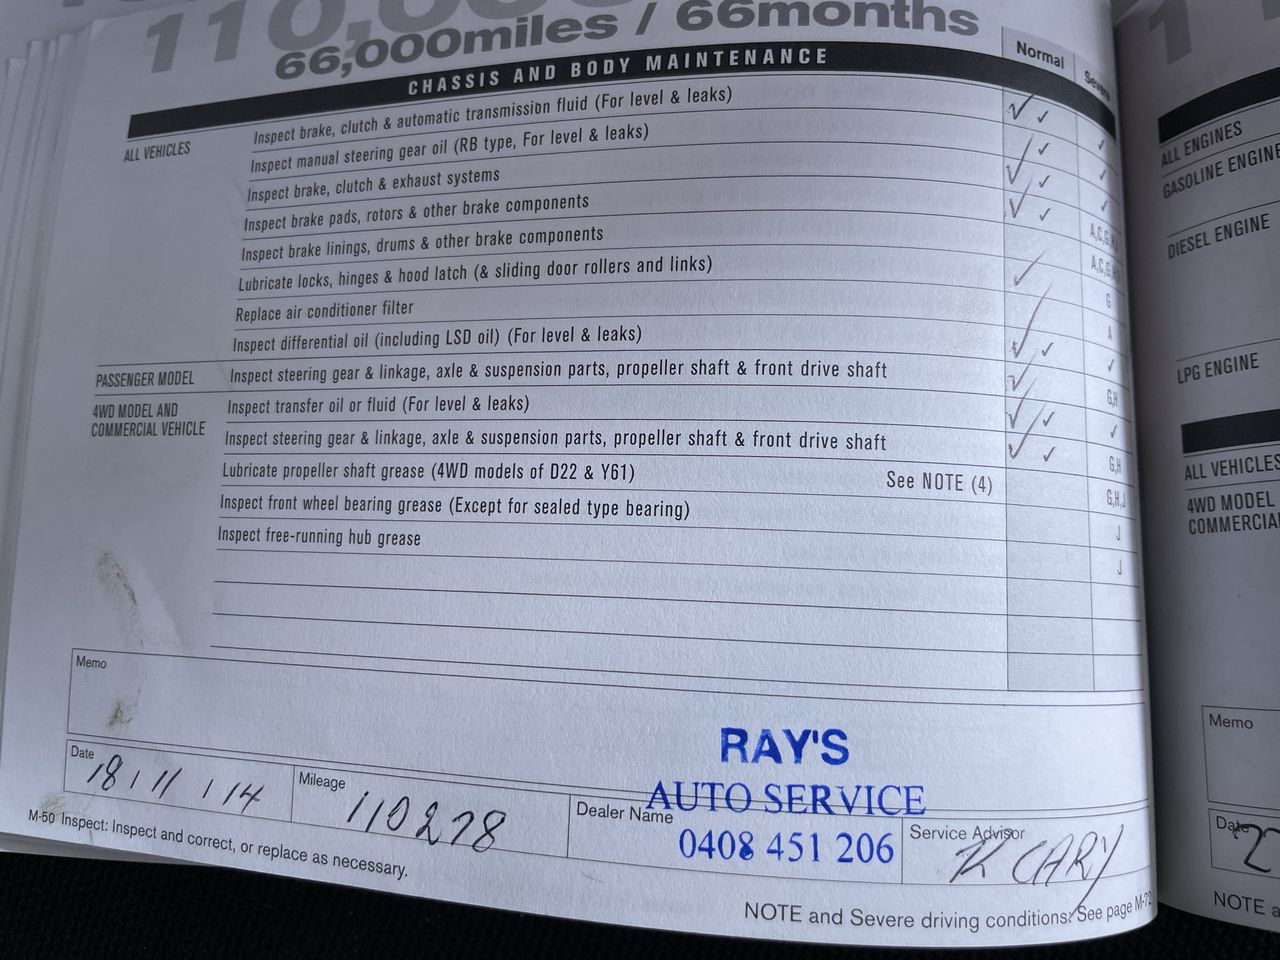 110,00
66,000miles / 66months
CHASSIS AND BODY MAINTENANCE
Normal
ALL VEHICLES
Inspect brake, clutch & automatic transmission fluid (For level & leaks) ✓ ✓ ✓
Inspect manual steering gear oil (RB type, For level & leaks) ✓ ✓ ✓
Inspect brake, clutch & exhaust systems ✓ ✓ ✓
Inspect brake pads, rotors & other brake components ✓ ✓ A,C,G
Inspect brake linings, drums & other brake components A,C,G
Lubricate locks, hinges & hood latch (& sliding door rollers and links) ✓ G
Replace air conditioner filter A
Inspect differential oil (including LSD oil) (For level & leaks) ✓ ✓ ✓
PASSENGER MODEL Inspect steering gear & linkage, axle & suspension parts, propeller shaft & front drive shaft ✓ G,H
4WD MODEL AND
COMMERCIAL VEHICLE
Inspect transfer oil or fluid (For level & leaks) ✓ ✓ ✓
Inspect steering gear & linkage, axle & suspension parts, propeller shaft & front drive shaft ✓ ✓ G,H
Lubricate propeller shaft grease (4WD models of D22 & Y61) See NOTE (4) G,H,J
Inspect front wheel bearing grease (Except for sealed type bearing) J
Inspect free-running hub grease J
Memo
Date 18/11/14
Mileage 110278
Dealer Name
RAY'S
AUTO SERVICE
0408 451 206
Service Advisor
R CARY
M-50 Inspect: Inspect and correct, or replace as necessary.
NOTE and Severe driving conditions: See page M-72
1
ALL ENGINES
GASOLINE ENGINE
DIESEL ENGINE
LPG ENGINE
ALL VEHICLES
4WD MODEL
COMMERCIA
Memo
Date
2
NOTE a